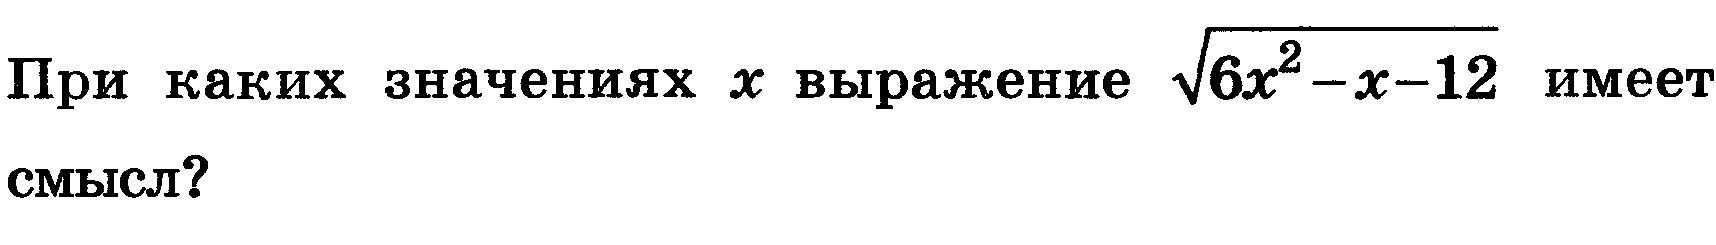 При каких значениях x выражение √(6x² – x – 12) имеет
смысл?